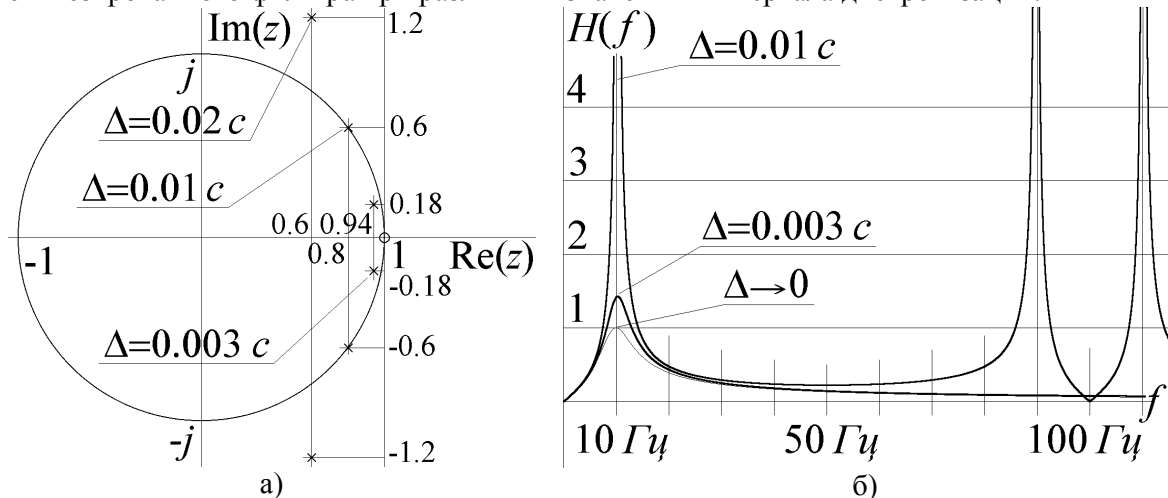 Im(z)
1.2
j
Δ=0.02 c
0.6
Δ=0.01 c
0.18
0.6 0.94
0.8
-1
1
Re(z)
-0.18
Δ=0.003 c
-0.6
-j
-1.2
а)
H(f)
Δ=0.01 c
4
3
2
Δ=0.003 c
Δ→0
1
f
10 Гц
50 Гц
100 Гц
б)